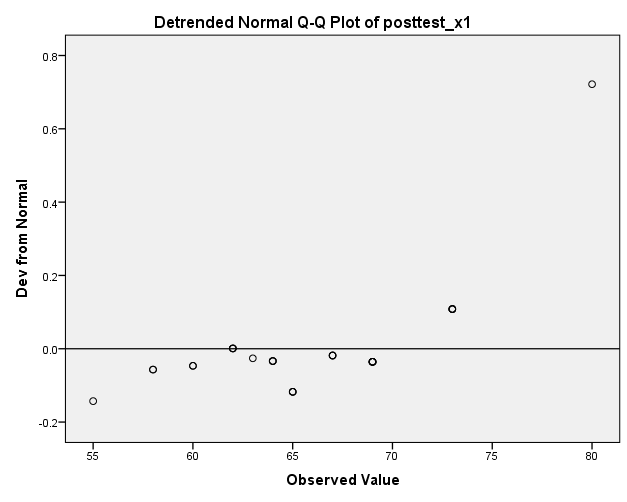 Detrended Normal Q-Q Plot of posttest_x1
0.8
0.6
0.4
0.2
0.0
-0.2
Dev from Normal
55 60 65 70 75 80
Observed Value